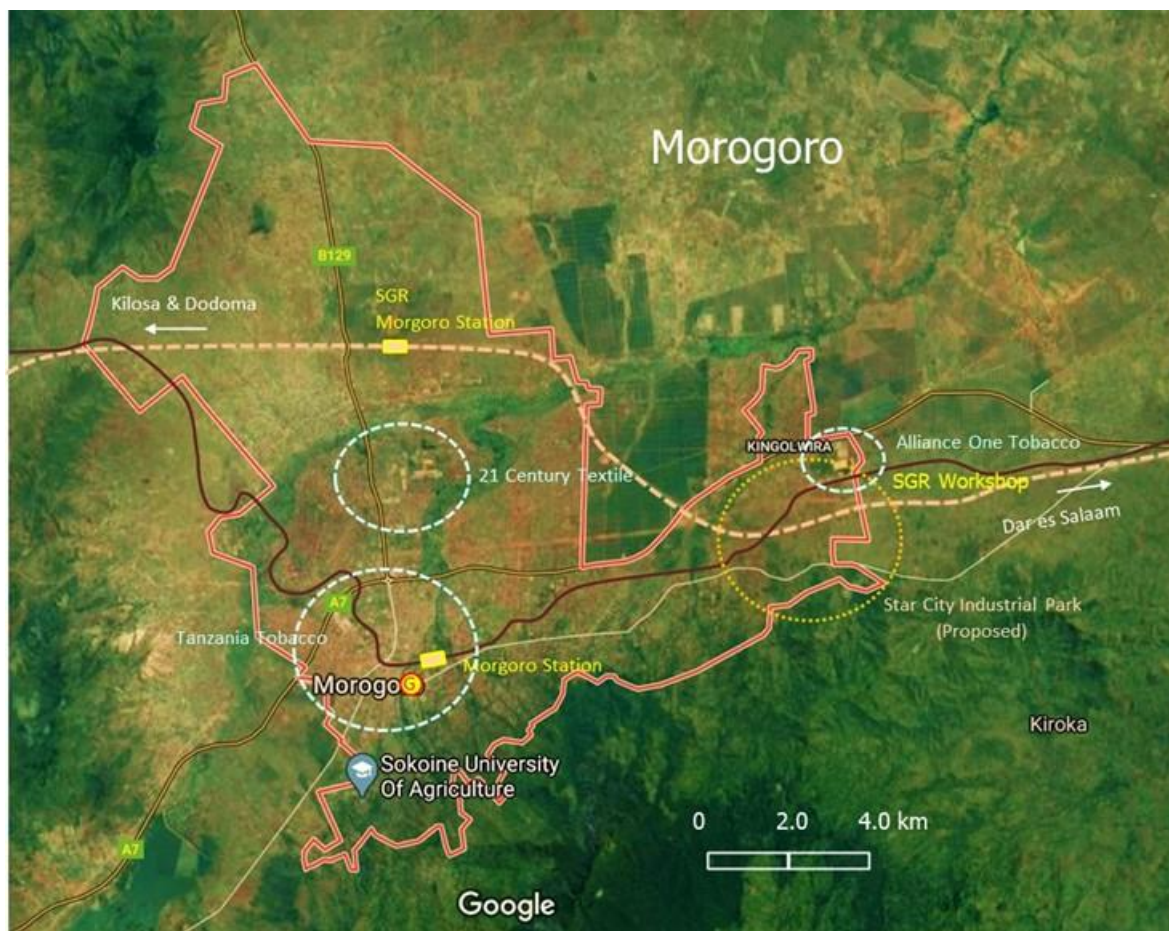 Morogoro
B129
SGR
Morgoro Station
Kilosa & Dodoma
KINGOLWIRA
Alliance One Tobacco
21 Century Textile
SGR Workshop
Dar es Salaam
A7
Star City Industrial Park
(Proposed)
Tanzania Tobacco
Morgoro Station
Morogo
G
Kiroka
Sokoine University
Of Agriculture
0 2.0 4.0 km
A7
Google